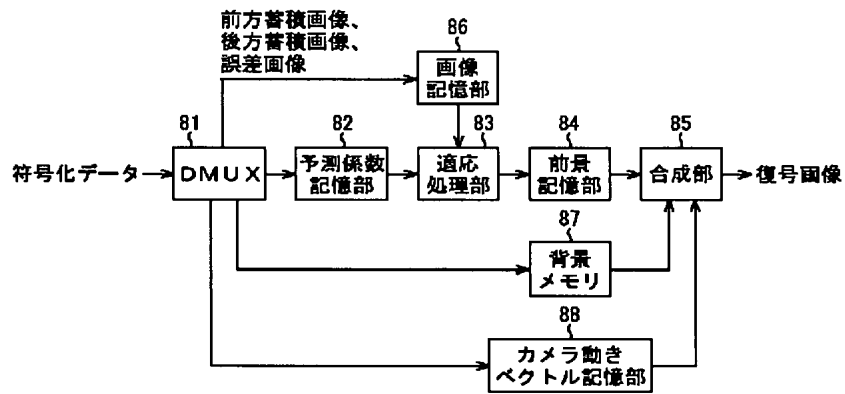 前方蓄積画像、
後方蓄積画像、
誤差画像
86
画像
記憶部
81
82
83
84
85
符号化データ
DMUX
予測係数
記憶部
適応
処理部
前景
記憶部
合成部
復号画像
87
背景
メモリ
88
カメラ動き
ベクトル記憶部